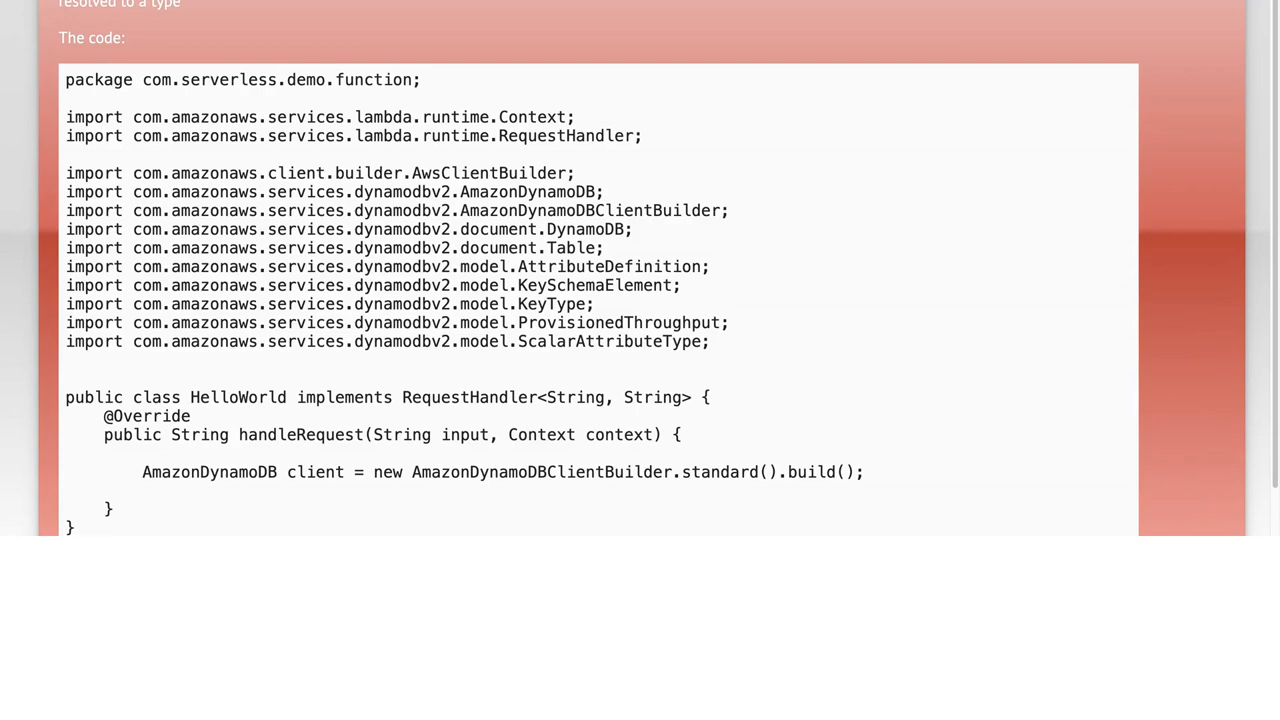 resolved to a type
The code:
package com.serverless.demo.function;
import com.amazonaws.services.lambda.runtime.Context;
import com.amazonaws.services.lambda.runtime.RequestHandler;
import com.amazonaws.client.builder.AwsClientBuilder;
import com.amazonaws.services.dynamodbv2.AmazonDynamoDB;
import com.amazonaws.services.dynamodbv2.AmazonDynamoDBClientBuilder;
import com.amazonaws.services.dynamodbv2.document.DynamoDB;
import com.amazonaws.services.dynamodbv2.document.Table;
import com.amazonaws.services.dynamodbv2.model.AttributeDefinition;
import com.amazonaws.services.dynamodbv2.model.KeySchemaElement;
import com.amazonaws.services.dynamodbv2.model.KeyType;
import com.amazonaws.services.dynamodbv2.model.ProvisionedThroughput;
import com.amazonaws.services.dynamodbv2.model.ScalarAttributeType;
public class HelloWorld implements RequestHandler<String, String> {
    @Override
    public String handleRequest(String input, Context context) {
        AmazonDynamoDB client = new AmazonDynamoDBClientBuilder.standard().build();
    }
}